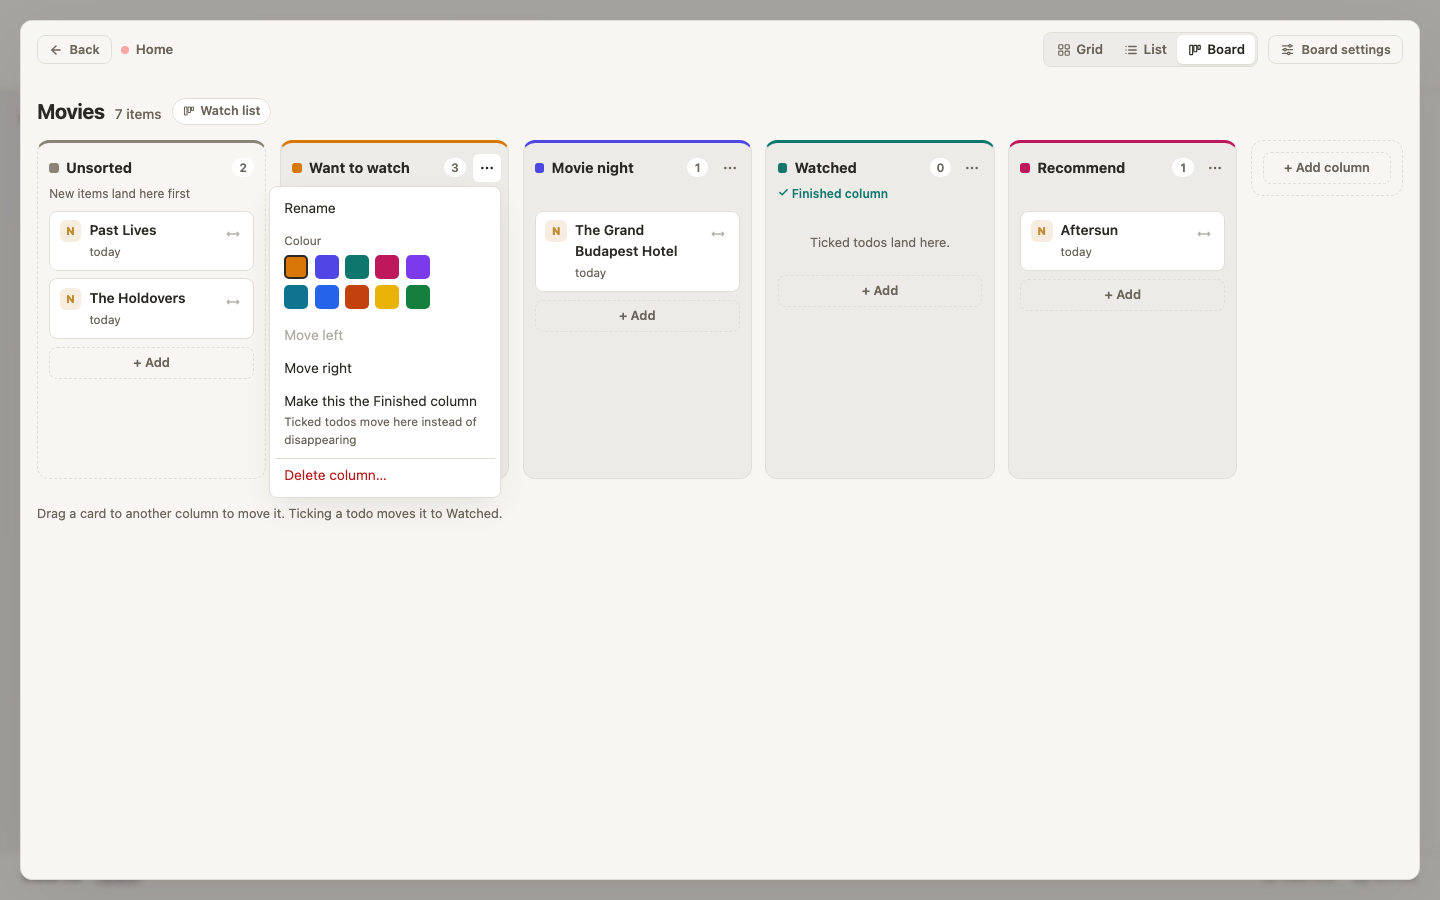 Back
Home
Grid
List
Board
Board settings
Movies
7 items
Watch list
Unsorted
2
New items land here first
N
Past Lives
today
N
The Holdovers
today
+ Add
Want to watch
3
Rename
Colour
Move left
Move right
Make this the Finished column
Ticked todos move here instead of
disappearing
Delete column...
Movie night
1
N
The Grand
Budapest Hotel
today
+ Add
Watched
0
Finished column
Ticked todos land here.
+ Add
Recommend
1
N
Aftersun
today
+ Add
+ Add column
Drag a card to another column to move it. Ticking a todo moves it to Watched.